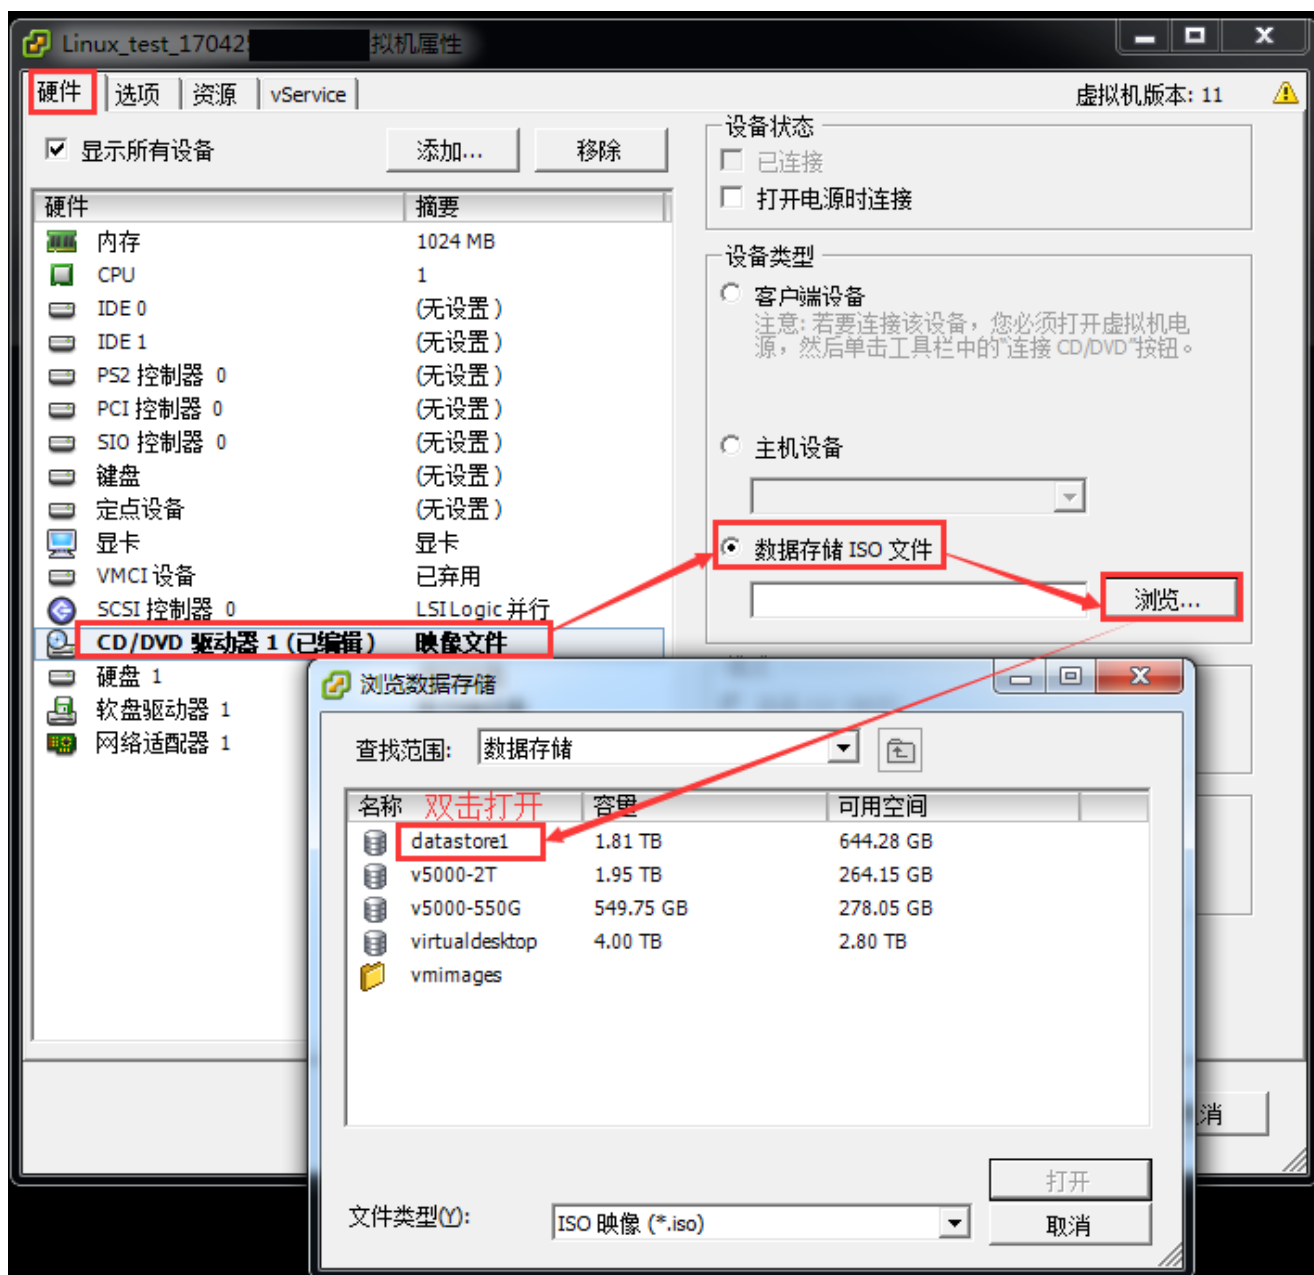 Linux_test_17042 拟机属性
硬件 选项 资源 vService 虚拟机版本: 11
显示所有设备 添加... 移除
硬件 摘要
内存 1024 MB
CPU 1
IDE 0 (无设置)
IDE 1 (无设置)
PS2 控制器 0 (无设置)
PCI 控制器 0 (无设置)
SIO 控制器 0 (无设置)
键盘 (无设置)
定点设备 (无设置)
显卡 显卡
VMCI 设备 已弃用
SCSI 控制器 0 LSI Logic 并行
CD/DVD 驱动器 1 (已编辑) 映像文件
硬盘 1
软盘驱动器 1
网络适配器 1
设备状态
已连接
打开电源时连接
设备类型
客户端设备
注意: 若要连接该设备，您必须打开虚拟机电
源，然后单击工具栏中的"连接 CD/DVD"按钮。
主机设备
数据存储 ISO 文件
浏览...
浏览数据存储
查找范围: 数据存储
名称 双击打开 容量 可用空间
datastore1 1.81 TB 644.28 GB
v5000-2T 1.95 TB 264.15 GB
v5000-550G 549.75 GB 278.05 GB
virtualdesktop 4.00 TB 2.80 TB
vmimages
打开
文件类型(Y): ISO 映像 (*.iso) 取消
消